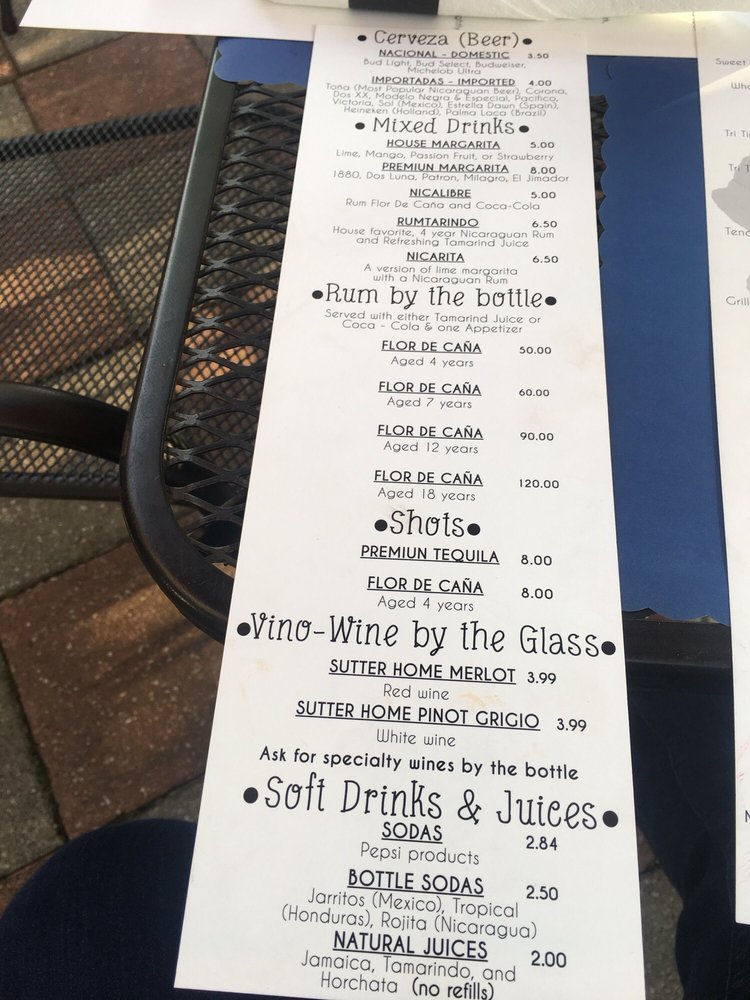 Cerveza (Beer)
NACIONAL - DOMESTIC 3.50
Bud Light, Bud Select, Budweiser,
Michelob Ultra
IMPORTADAS - IMPORTED 4.00
Toña (Most Popular Nicaraguan Beer), Corona,
Dos XX, Modelo Negra & Especial, Pacifico,
Victoria, Sol (Mexico), Estrella Dawn (Spain),
Heineken (Holland), Palma Loca (Brazil)
• Mixed Drinks •
HOUSE MARGARITA 5.00
Lime, Mango, Passion Fruit, or Strawberry
PREMIUN MARGARITA 8.00
1880, Dos Luna, Patron, Milagro, El Jimador
NICALIBRE 5.00
Rum Flor De Caña and Coca-Cola
RUMTARINDO 6.50
House favorite, 4 year Nicaraguan Rum
and Refreshing Tamarind Juice
NICARITA 6.50
A version of lime margarita
with a Nicaraguan Rum
•Rum by the bottle•
Served with either Tamarind Juice or
Coca - Cola & one Appetizer
FLOR DE CAÑA 50.00
Aged 4 years
FLOR DE CAÑA 60.00
Aged 7 years
FLOR DE CAÑA 90.00
Aged 12 years
FLOR DE CAÑA 120.00
Aged 18 years
•Shots•
PREMIUN TEQUILA 8.00
FLOR DE CAÑA 8.00
Aged 4 years
•Vino-Wine by the Glass•
SUTTER HOME MERLOT 3.99
Red wine
SUTTER HOME PINOT GRIGIO 3.99
White wine
Ask for specialty wines by the bottle
•Soft Drinks & Juices•
SODAS 2.84
Pepsi products
BOTTLE SODAS 2.50
Jarritos (Mexico), Tropical
(Honduras), Rojita (Nicaragua)
NATURAL JUICES 2.00
Jamaica, Tamarindo, and
Horchata (no refills)
Sweet
Tri Ti
Tri T
Grill